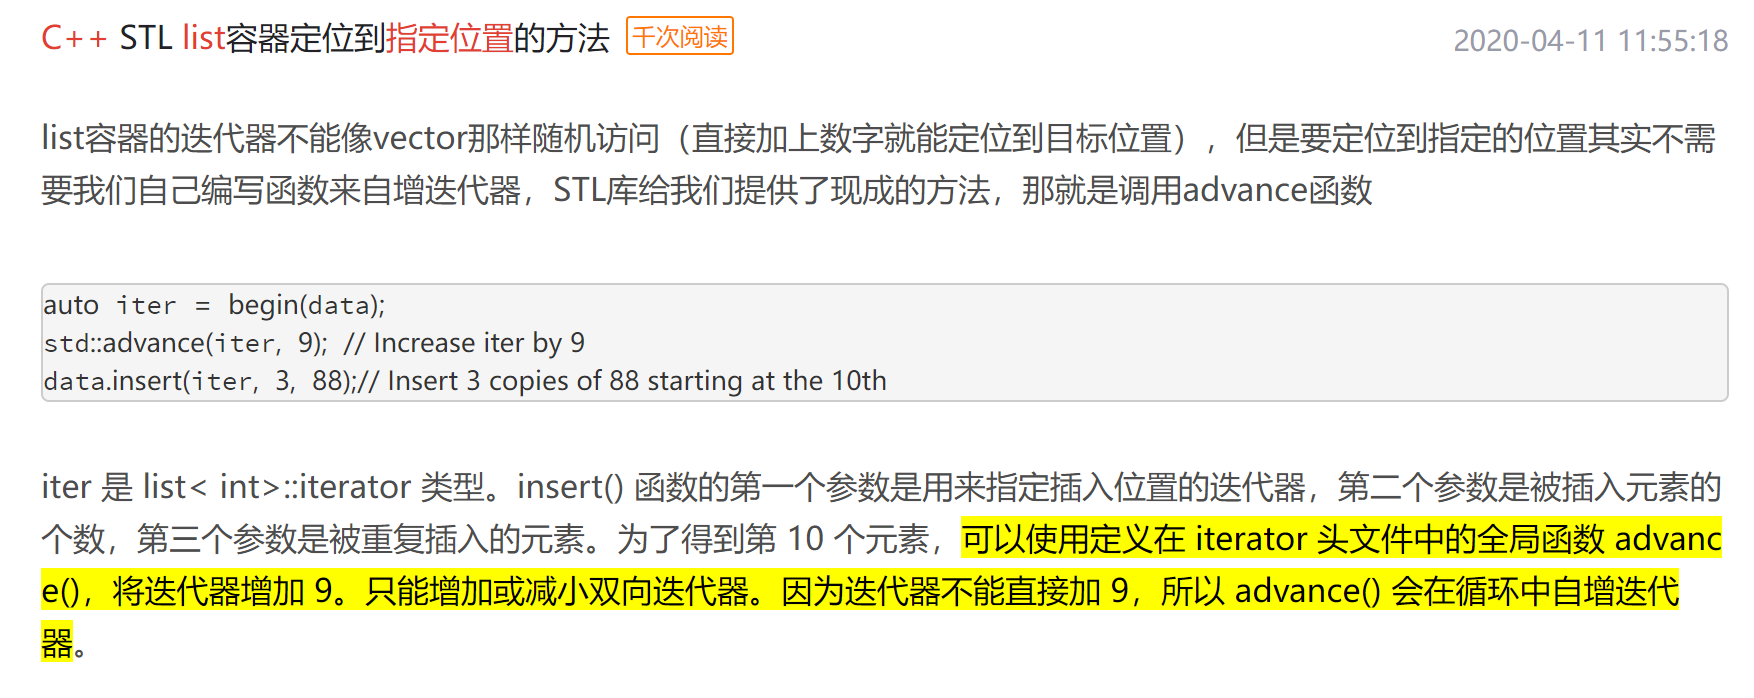 C++ STL list容器定位到指定位置的方法 千次阅读 2020-04-11 11:55:18
list容器的迭代器不能像vector那样随机访问（直接加上数字就能定位到目标位置），但是要定位到指定的位置其实不需
要我们自己编写函数来自增迭代器，STL库给我们提供了现成的方法，那就是调用advance函数
auto iter = begin(data);
std::advance(iter, 9); // Increase iter by 9
data.insert(iter, 3, 88);// Insert 3 copies of 88 starting at the 10th
iter 是 list< int>::iterator 类型。insert() 函数的第一个参数是用来指定插入位置的迭代器，第二个参数是被插入元素的
个数，第三个参数是被重复插入的元素。为了得到第 10 个元素，可以使用定义在 iterator 头文件中的全局函数 advanc
e()，将迭代器增加 9。只能增加或减小双向迭代器。因为迭代器不能直接加 9，所以 advance() 会在循环中自增迭代
器。